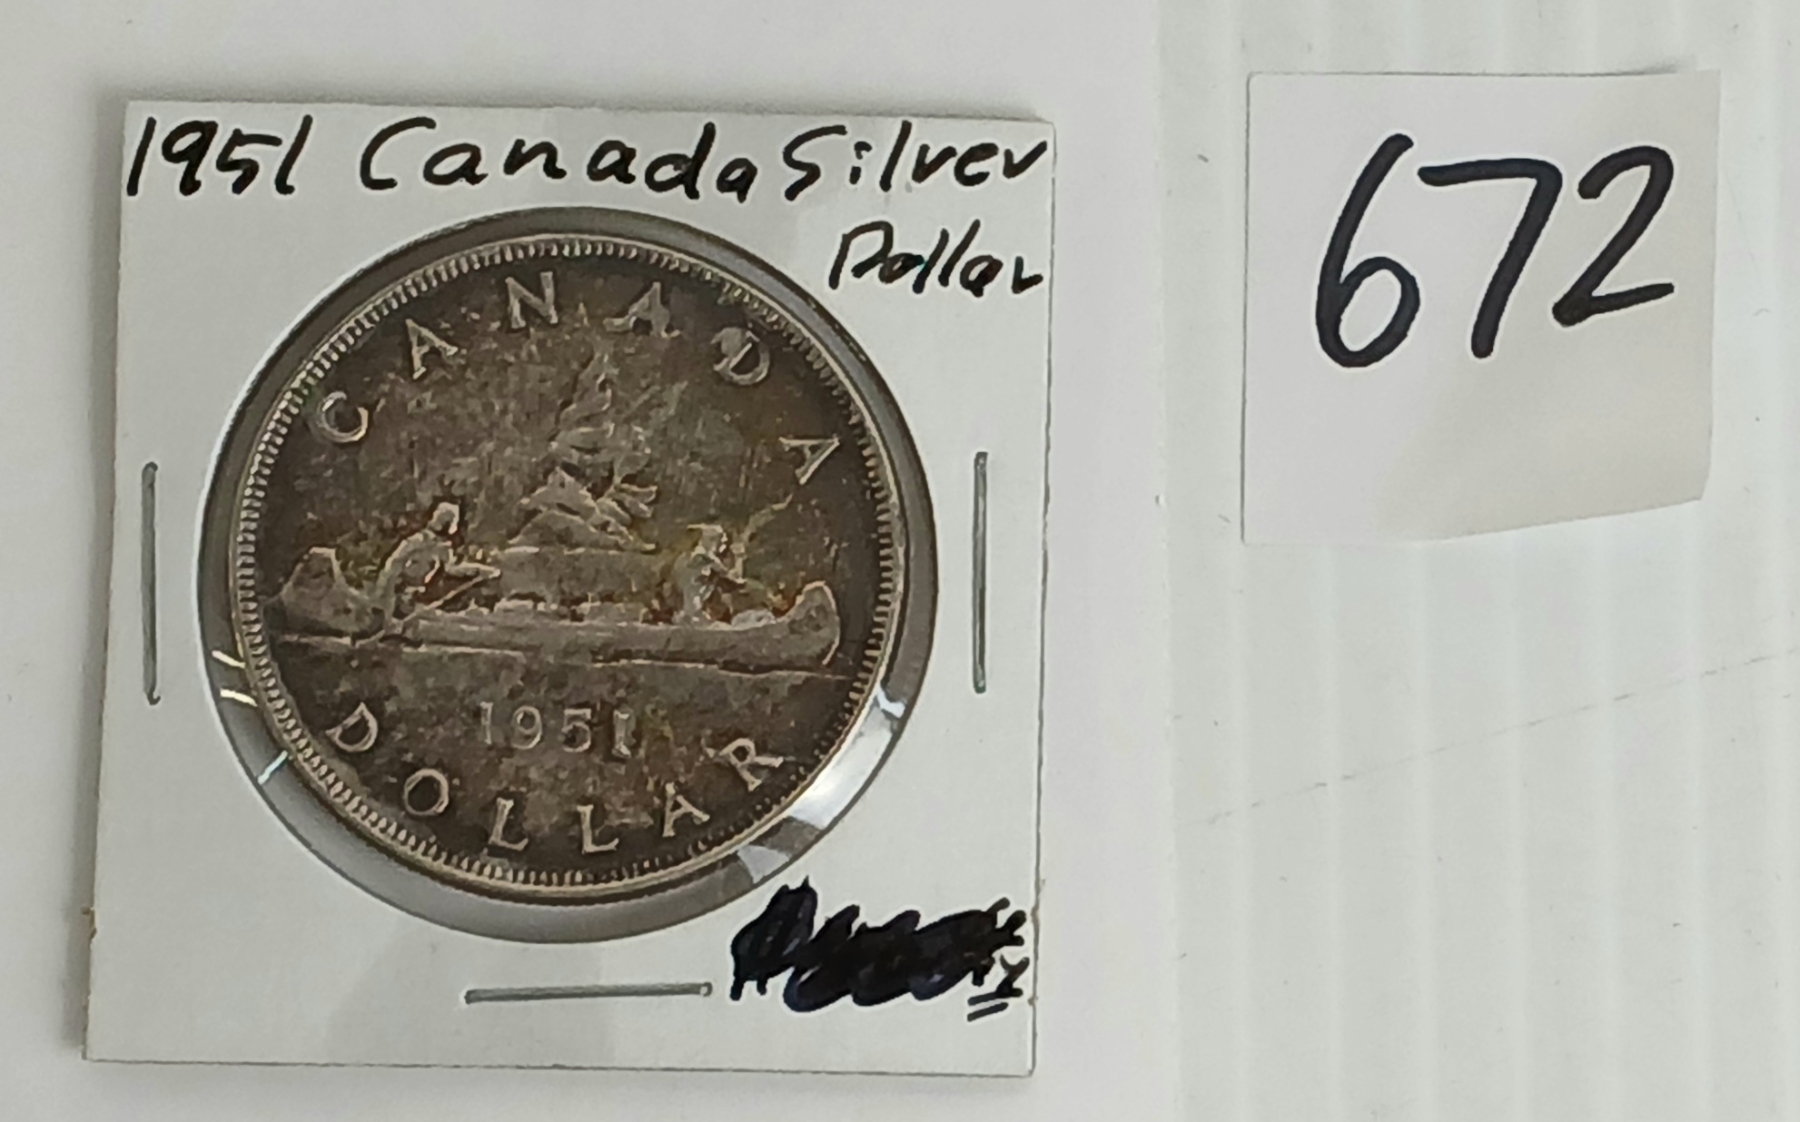 1951 Canada Silver
Dollar
CANADA
1951
DOLLAR
672